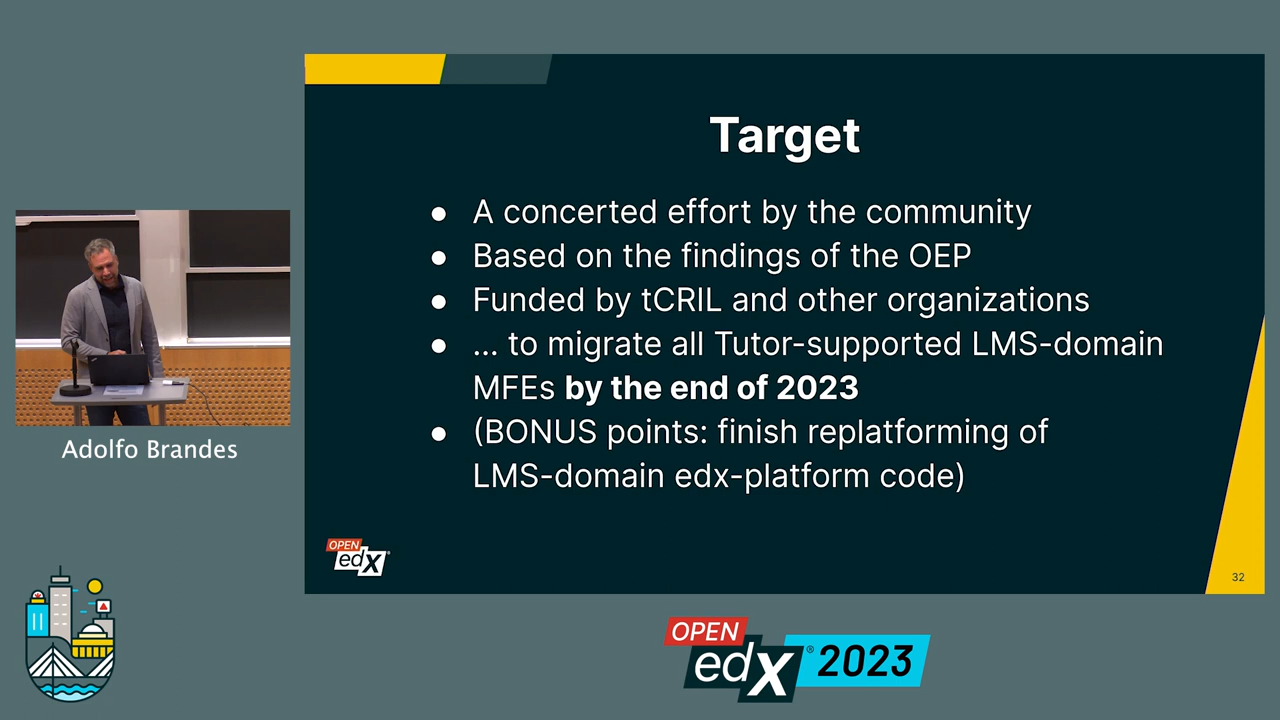 Target
● A concerted effort by the community
● Based on the findings of the OEP
● Funded by tCRIL and other organizations
● ... to migrate all Tutor-supported LMS-domain
MFEs by the end of 2023
● (BONUS points: finish replatforming of
LMS-domain edx-platform code)
OPEN
edX®
32
Adolfo Brandes
OPEN
edX® 2023